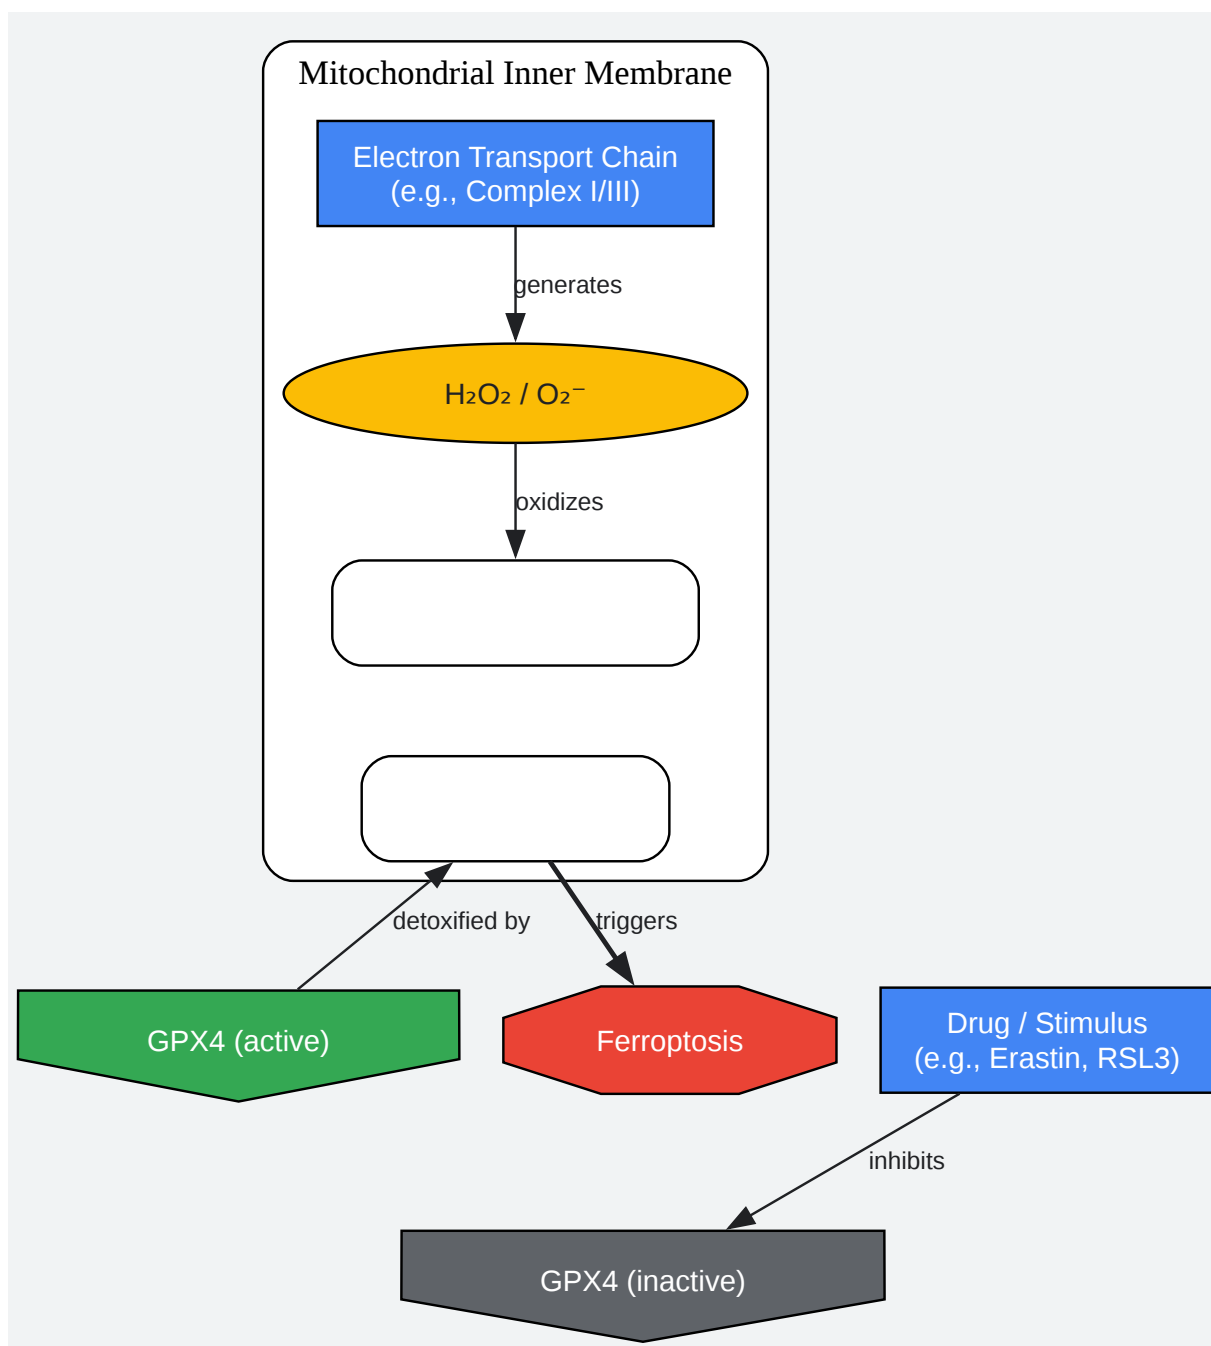 Mitochondrial Inner Membrane
Electron Transport Chain
(e.g., Complex I/III)
generates
H₂O₂ / O₂⁻
oxidizes
detoxified by
triggers
GPX4 (active)
Ferroptosis
Drug / Stimulus
(e.g., Erastin, RSL3)
inhibits
GPX4 (inactive)